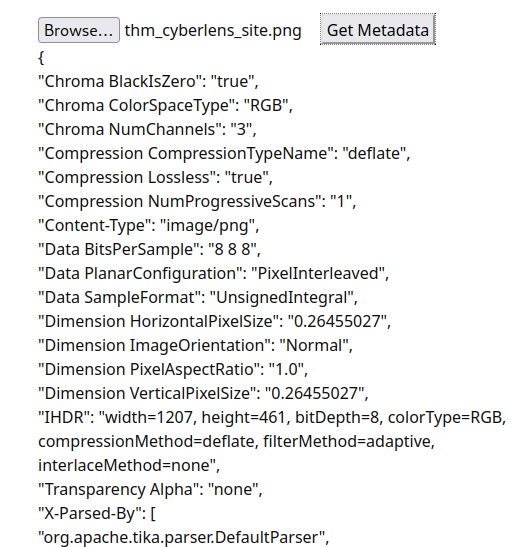 Browse... thm_cyberlens_site.png Get Metadata
{
"Chroma BlackIsZero": "true",
"Chroma ColorSpaceType": "RGB",
"Chroma NumChannels": "3",
"Compression CompressionTypeName": "deflate",
"Compression Lossless": "true",
"Compression NumProgressiveScans": "1",
"Content-Type": "image/png",
"Data BitsPerSample": "8 8 8",
"Data PlanarConfiguration": "PixelInterleaved",
"Data SampleFormat": "UnsignedIntegral",
"Dimension HorizontalPixelSize": "0.26455027",
"Dimension ImageOrientation": "Normal",
"Dimension PixelAspectRatio": "1.0",
"Dimension VerticalPixelSize": "0.26455027",
"IHDR": "width=1207, height=461, bitDepth=8, colorType=RGB,
compressionMethod=deflate, filterMethod=adaptive,
interlaceMethod=none",
"Transparency Alpha": "none",
"X-Parsed-By": [
"org.apache.tika.parser.DefaultParser",